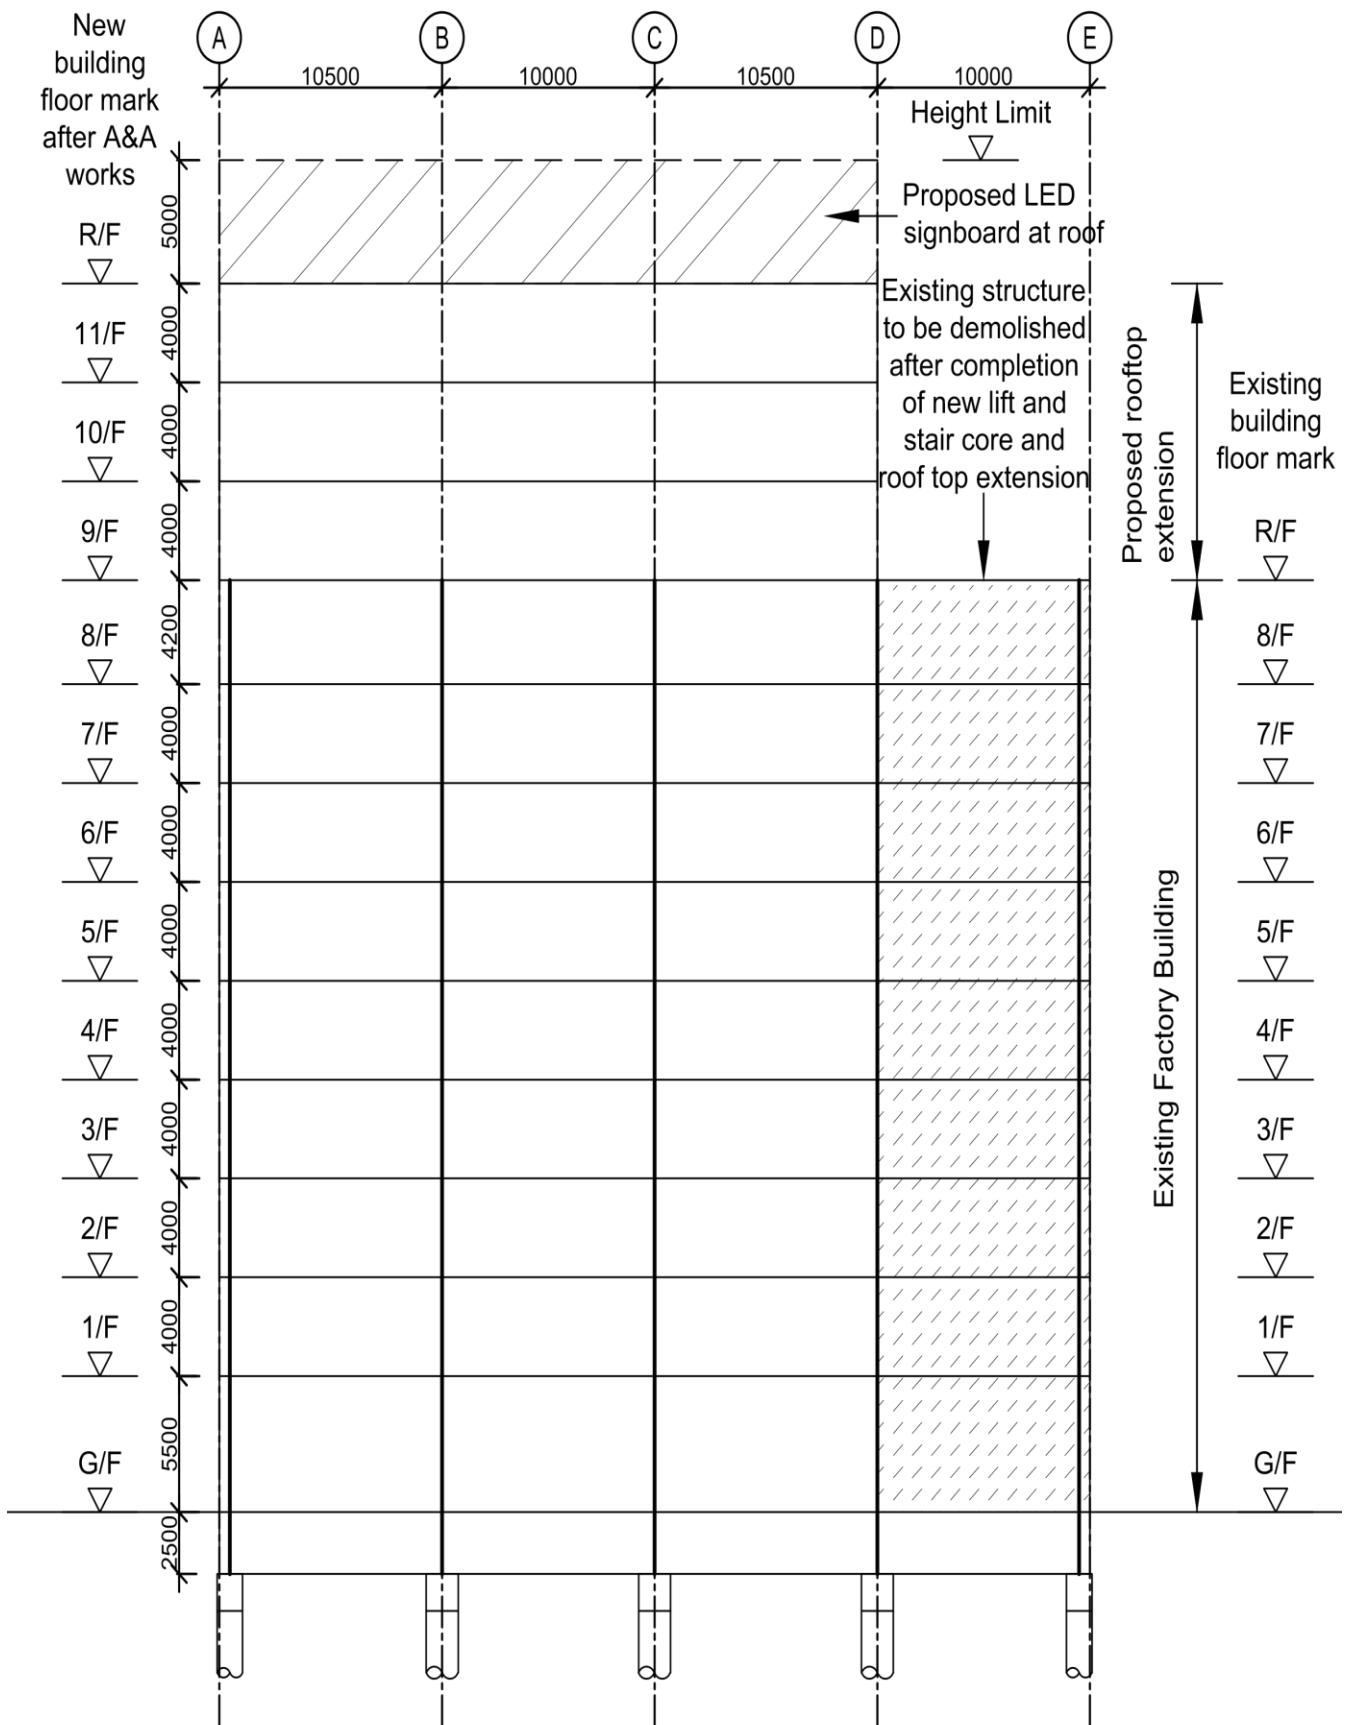 New
building
floor mark
after A&A
works
A
B
C
D
E
10500
10000
10500
10000
Height Limit
Proposed LED
signboard at roof
Existing structure
to be demolished
after completion
of new lift and
stair core and
roof top extension
Proposed rooftop
extension
Existing
building
floor mark
Existing Factory Building
R/F
11/F
10/F
9/F
8/F
7/F
6/F
5/F
4/F
3/F
2/F
1/F
G/F
5000
4000
4000
4000
4200
4000
4000
4000
4000
4000
4000
4000
5500
2500
R/F
8/F
7/F
6/F
5/F
4/F
3/F
2/F
1/F
G/F